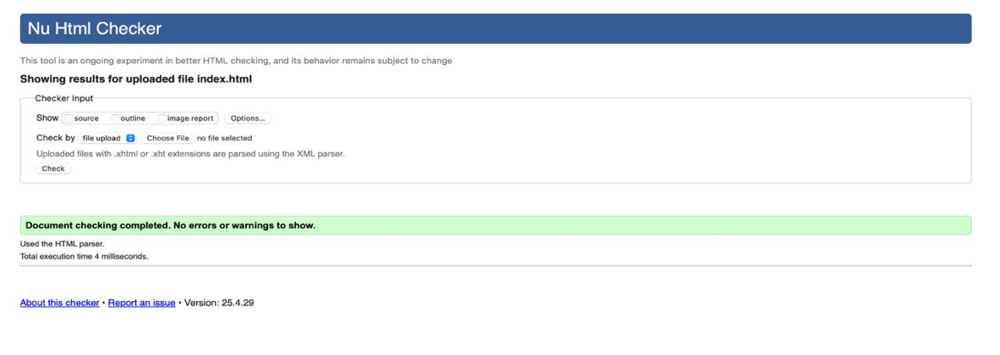 Nu Html Checker
This tool is an ongoing experiment in better HTML checking, and its behavior remains subject to change
Showing results for uploaded file index.html
Checker Input
Show source outline image report Options...
Check by file upload Choose File no file selected
Uploaded files with .xhtml or .xht extensions are parsed using the XML parser.
Check
Document checking completed. No errors or warnings to show.
Used the HTML parser.
Total execution time 4 milliseconds.
About this checker • Report an issue • Version: 25.4.29